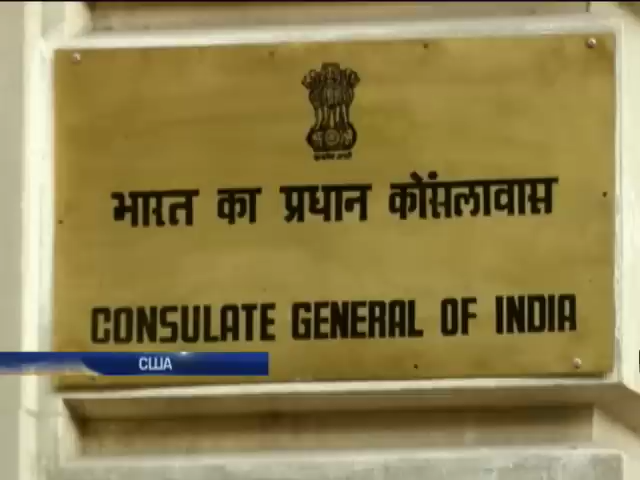 भारत का प्रधान कोंसलावास
CONSULATE GENERAL OF INDIA
США